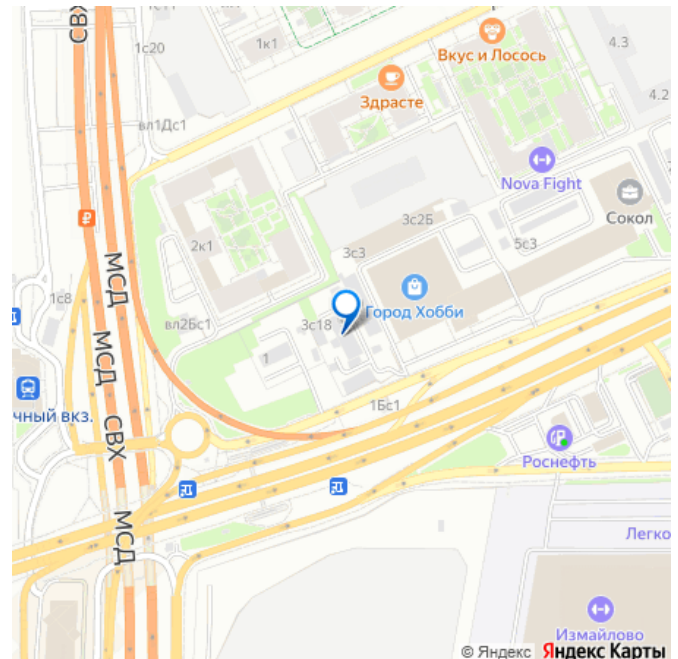 СВХ
1с20
1к1
Вкус и Лосось
4.3
Здрасте
4.2
вл1Дс1
Nova Fight
Сокол
3с2Б
5с3
3с3
2к1
МСД
1с8
Город Хобби
вл2Бс1
3с18
МСД
1
чный вкз.
СВХ
1Бс1
Роснефть
МСД
Легко
Измайлово
© Яндекс Яндекс Карты